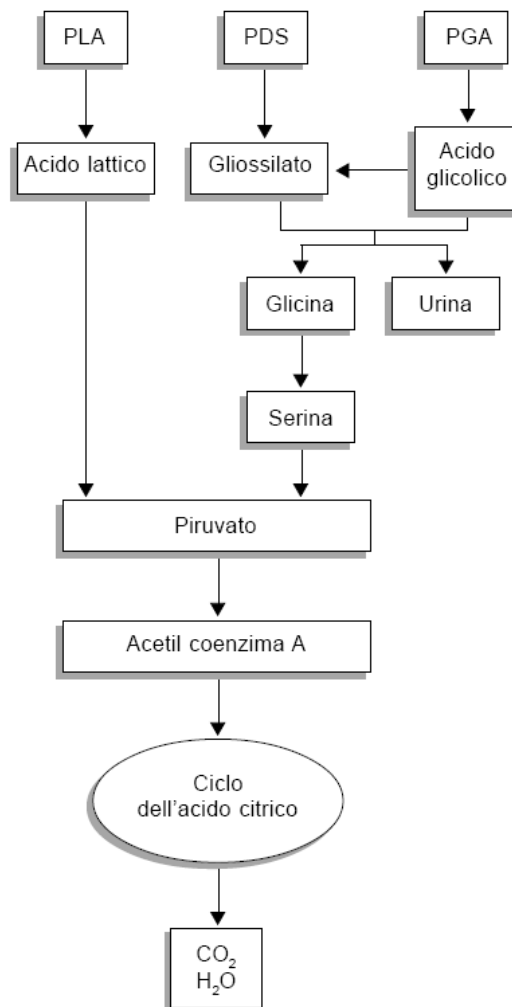 PLA
PDS
PGA
Acido lattico
Gliossilato
Acido
glicolico
Glicina
Urina
Serina
Piruvato
Acetil coenzima A
Ciclo
dell'acido citrico
CO₂
H₂O